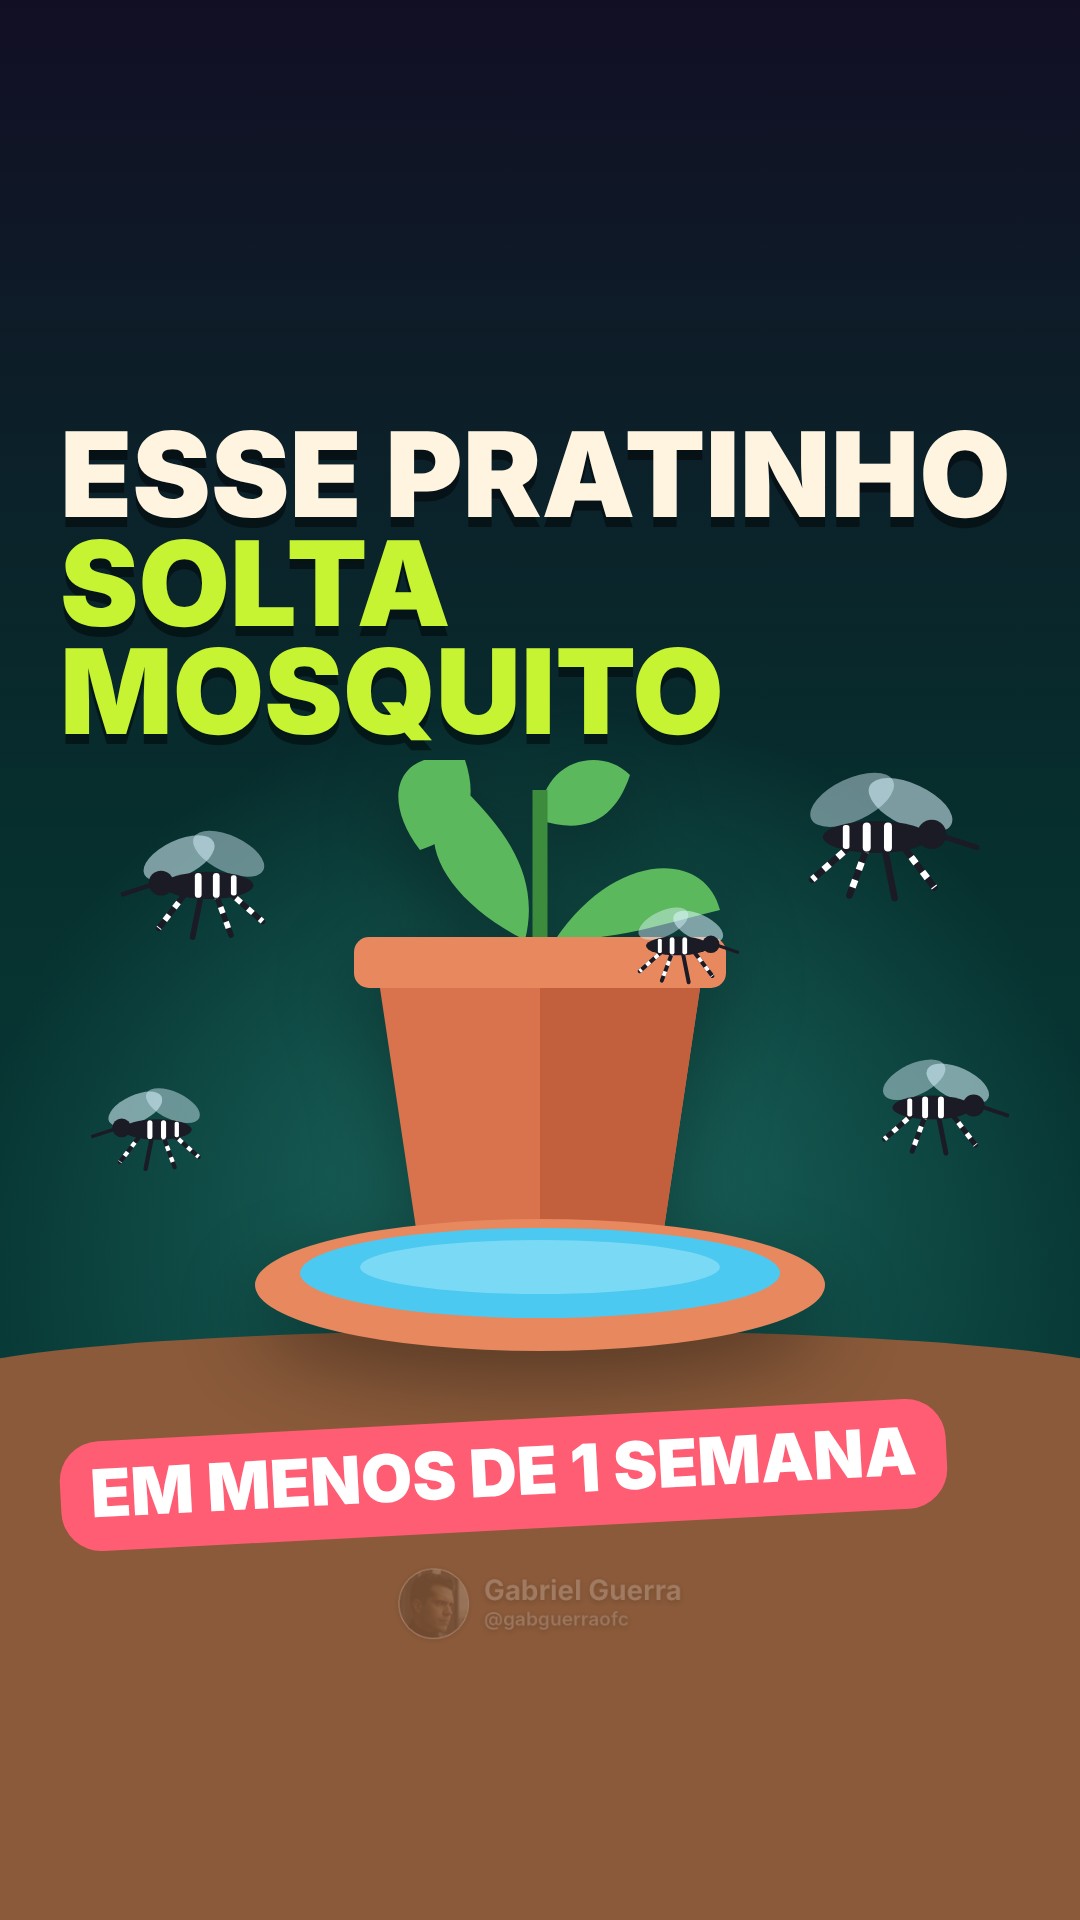 ESSE PRATINHO
SOLTA
MOSQUITO
EM MENOS DE 1 SEMANA
Gabriel Guerra
@gabguerraofc